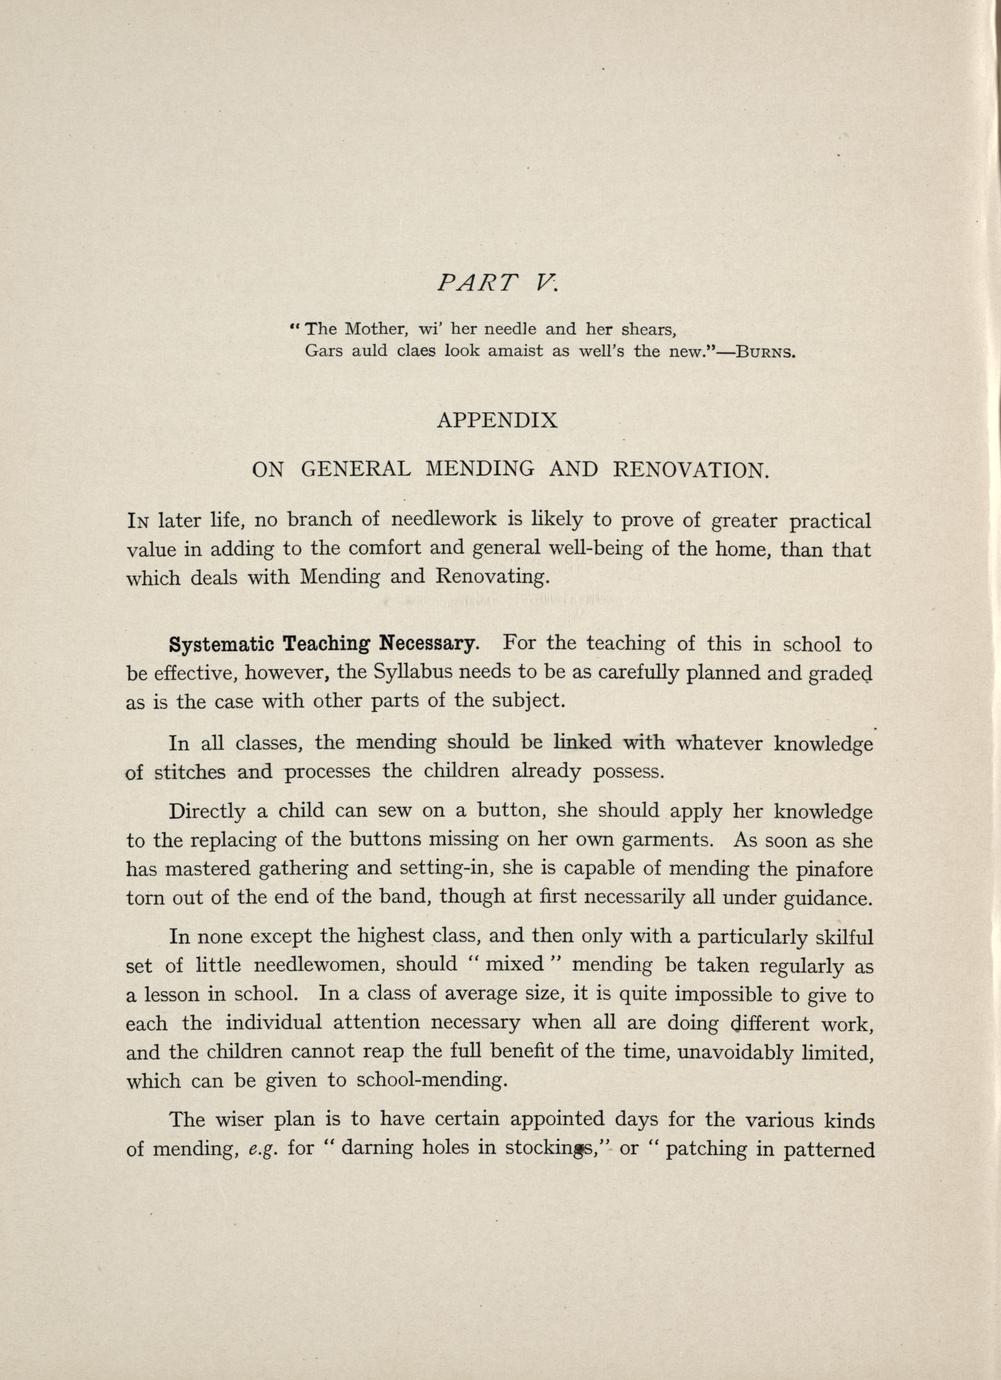 PART V.
“ The Mother, wi’ her needle and her shears,
Gars auld claes look amaist as well’s the new.”—BURNS.
APPENDIX
ON GENERAL MENDING AND RENOVATION.
IN later life, no branch of needlework is likely to prove of greater practical
value in adding to the comfort and general well-being of the home, than that
which deals with Mending and Renovating.
Systematic Teaching Necessary. For the teaching of this in school to
be effective, however, the Syllabus needs to be as carefully planned and graded
as is the case with other parts of the subject.
In all classes, the mending should be linked with whatever knowledge
of stitches and processes the children already possess.
Directly a child can sew on a button, she should apply her knowledge
to the replacing of the buttons missing on her own garments. As soon as she
has mastered gathering and setting-in, she is capable of mending the pinafore
torn out of the end of the band, though at first necessarily all under guidance.
In none except the highest class, and then only with a particularly skilful
set of little needlewomen, should “ mixed ” mending be taken regularly as
a lesson in school. In a class of average size, it is quite impossible to give to
each the individual attention necessary when all are doing different work,
and the children cannot reap the full benefit of the time, unavoidably limited,
which can be given to school-mending.
The wiser plan is to have certain appointed days for the various kinds
of mending, e.g. for “ darning holes in stockings,” or “ patching in patterned